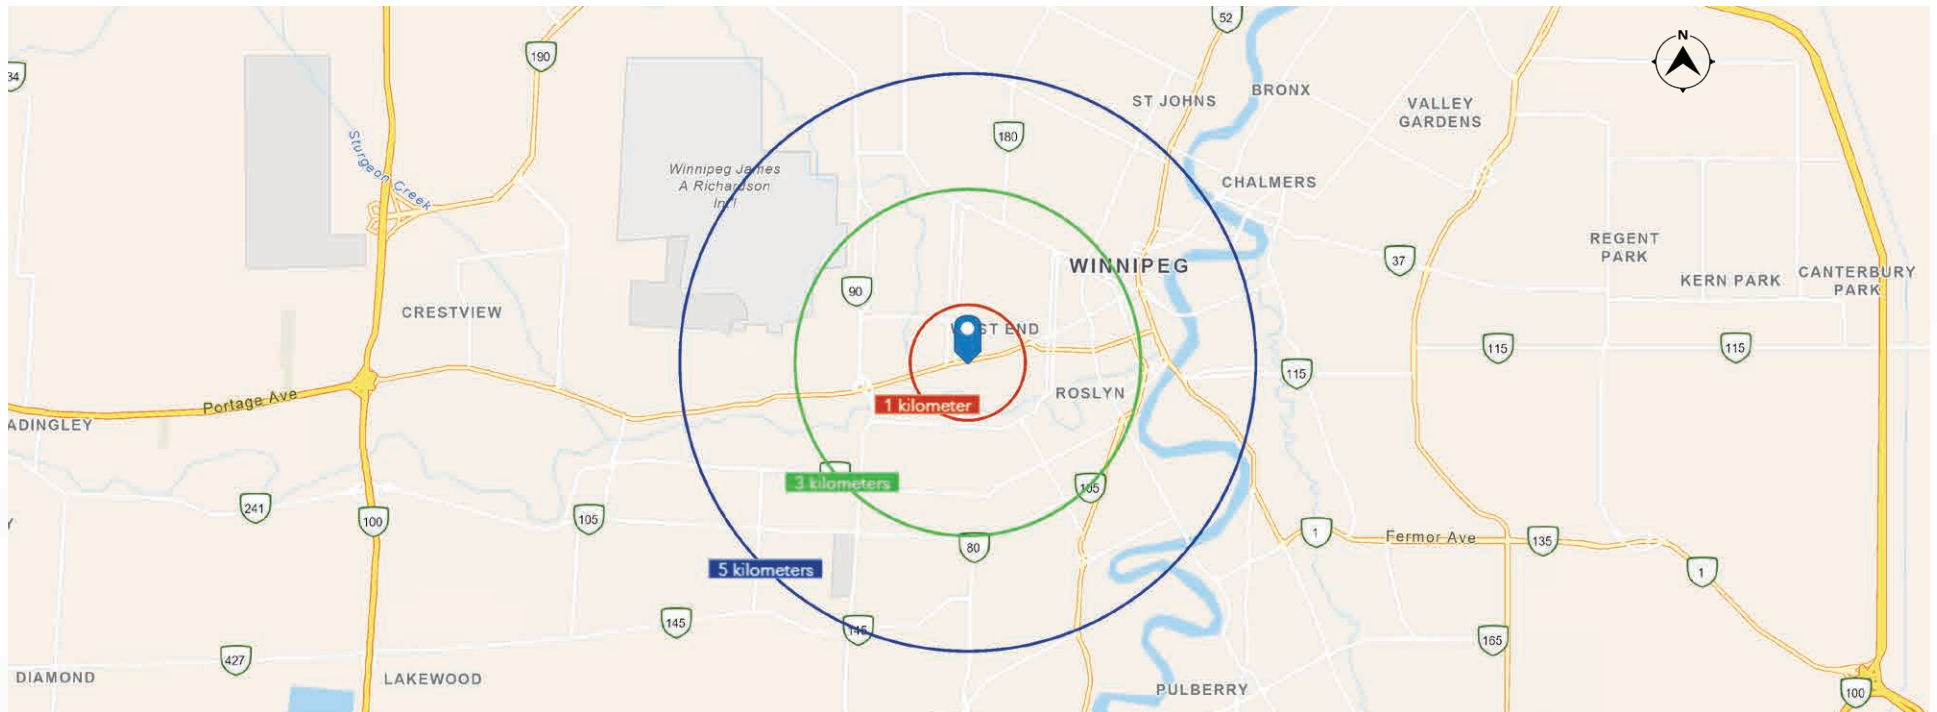 52
N
34
190
ST JOHNS
BRONX
VALLEY
GARDENS
180
Sturgeon Creek
Winnipeg James
A Richardson
Int'l
CHALMERS
REGENT
PARK
37
WINNIPEG
KERN PARK
CANTERBURY
PARK
90
CRESTVIEW
WEST END
115
115
115
Portage Ave
ROSLYN
1 kilometer
ADINGLEY
3 kilometers
105
241
100
105
80
1
Fermor Ave
135
5 kilometers
1
145
145
165
427
DIAMOND
LAKEWOOD
PULBERRY
100